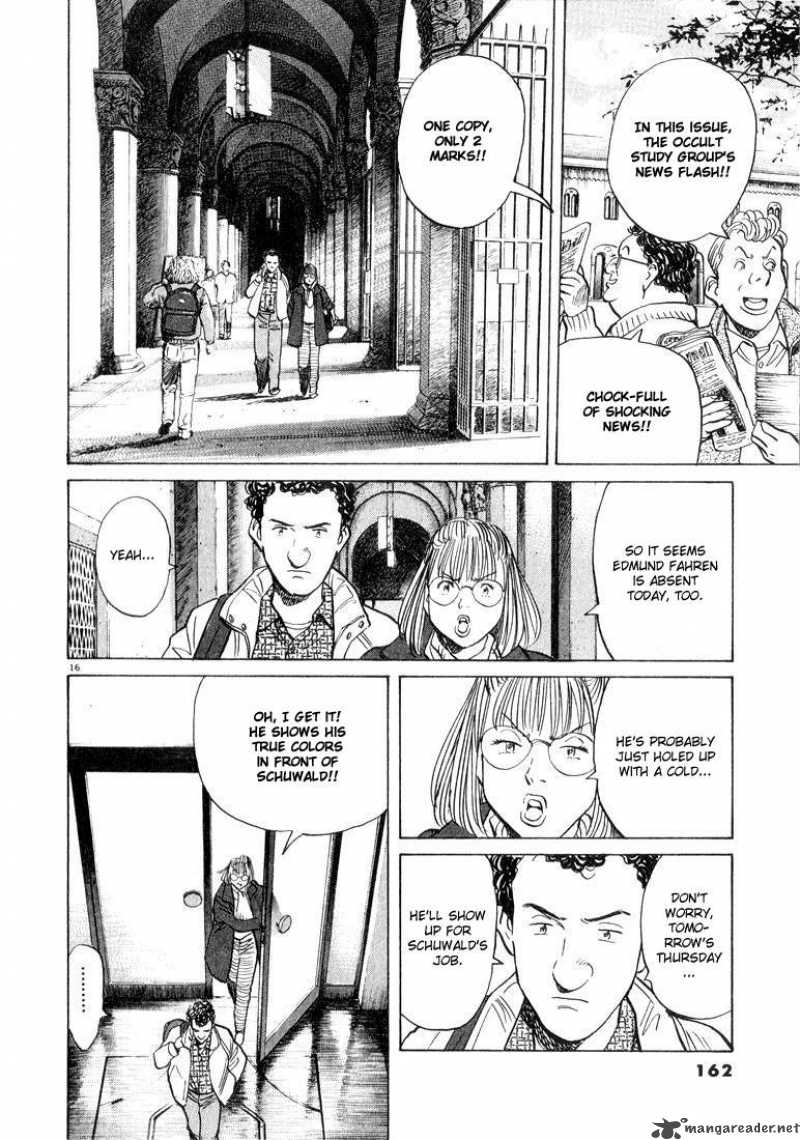 IN THIS ISSUE,
THE OCCULT
STUDY GROUP'S
NEWS FLASH!!
CHOCK-FULL
OF SHOCKING
NEWS!!
ONE COPY,
ONLY 2
MARKS!!
SO IT SEEMS
EDMUND FAHREN
IS ABSENT
TODAY, TOO.
YEAH...
16
HE'S PROBABLY
JUST HOLED UP
WITH A COLD...
DON'T
WORRY,
TOMO-
RROW'S
THURSDAY
...
HE'LL SHOW
UP FOR
SCHUWALD'S
JOB.
OH, I GET IT!
HE SHOWS HIS
TRUE COLORS
IN FRONT OF
SCHUWALD!!
.........
162
mangareader.net